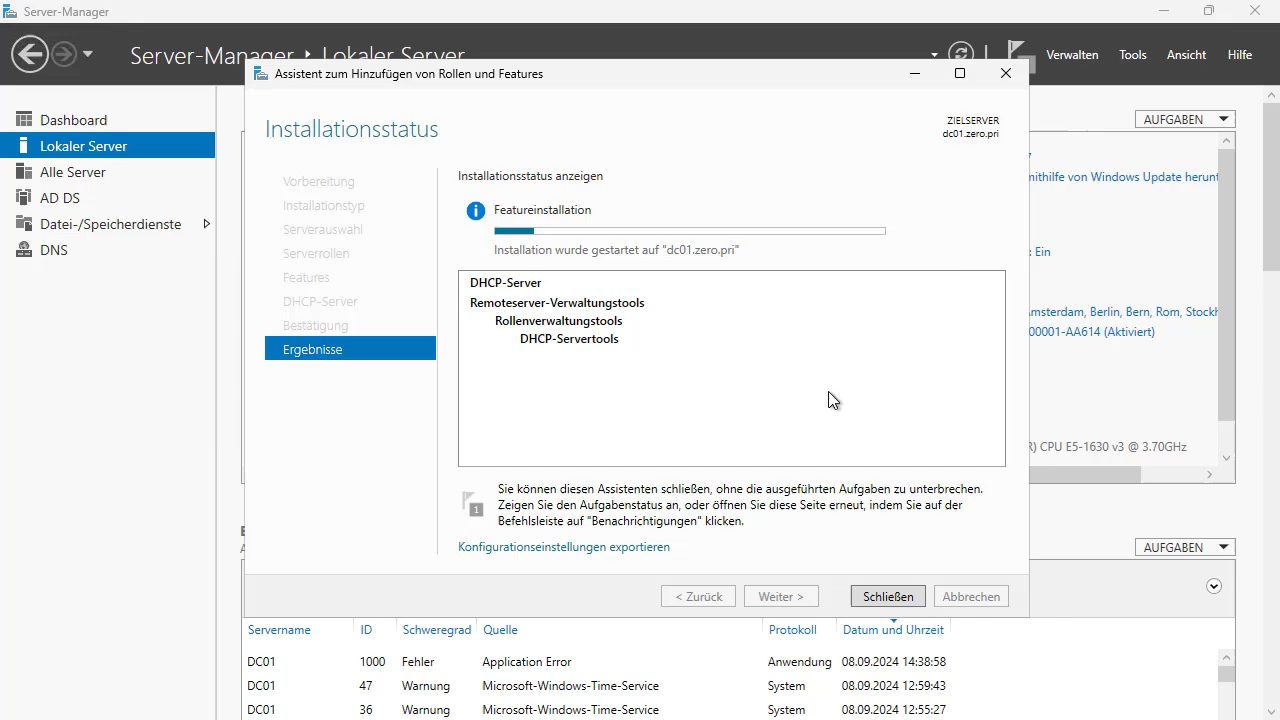 Server-Manager
Server-Manager ‣ Lokaler Server
Verwalten Tools Ansicht Hilfe
Dashboard
Lokaler Server
Alle Server
AD DS
Datei-/Speicherdienste
DNS
AUFGABEN
Assistent zum Hinzufügen von Rollen und Features
Installationsstatus
ZIELSERVER
dc01.zero.pri
Vorbereitung
Installationstyp
Serverauswahl
Serverrollen
Features
DHCP-Server
Bestätigung
Ergebnisse
Installationsstatus anzeigen
Featureinstallation
Installation wurde gestartet auf "dc01.zero.pri"
DHCP-Server
Remoteserver-Verwaltungstools
Rollenverwaltungstools
DHCP-Servertools
1
Sie können diesen Assistenten schließen, ohne die ausgeführten Aufgaben zu unterbrechen.
Zeigen Sie den Aufgabenstatus an, oder öffnen Sie diese Seite erneut, indem Sie auf der
Befehlsleiste auf "Benachrichtigungen" klicken.
Konfigurationseinstellungen exportieren
< Zurück Weiter > Schließen Abbrechen
von Windows Update
: Ein
Berlin, Bern, Rom,
00001-AA614 (Aktiviert)
CPU E5-1630 v3 @ 3.70GHz
AUFGABEN
Servername ID Schweregrad Quelle Protokoll Datum und Uhrzeit
DC01 1000 Fehler Application Error Anwendung 08.09.2024 14:38:58
DC01 47 Warnung Microsoft-Windows-Time-Service System 08.09.2024 12:59:43
DC01 36 Warnung Microsoft-Windows-Time-Service System 08.09.2024 12:55:27